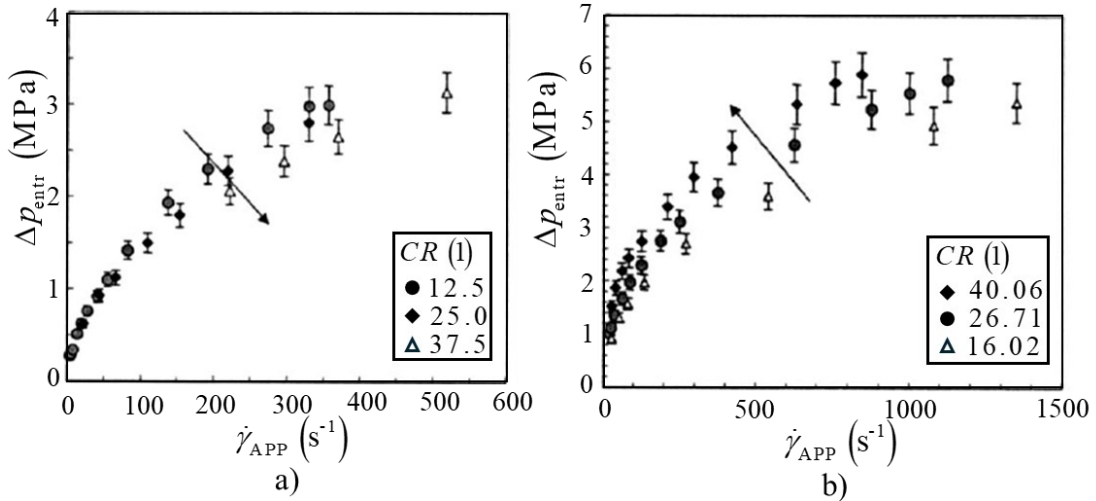 4
3
2
1
0
Δp_entr (MPa)
CR (1)
12.5
25.0
37.5
0 100 200 300 400 500 600
γ̇_APP (s⁻¹)
a)
7
6
5
4
3
2
1
0
Δp_entr (MPa)
CR (1)
40.06
26.71
16.02
0 500 1000 1500
γ̇_APP (s⁻¹)
b)